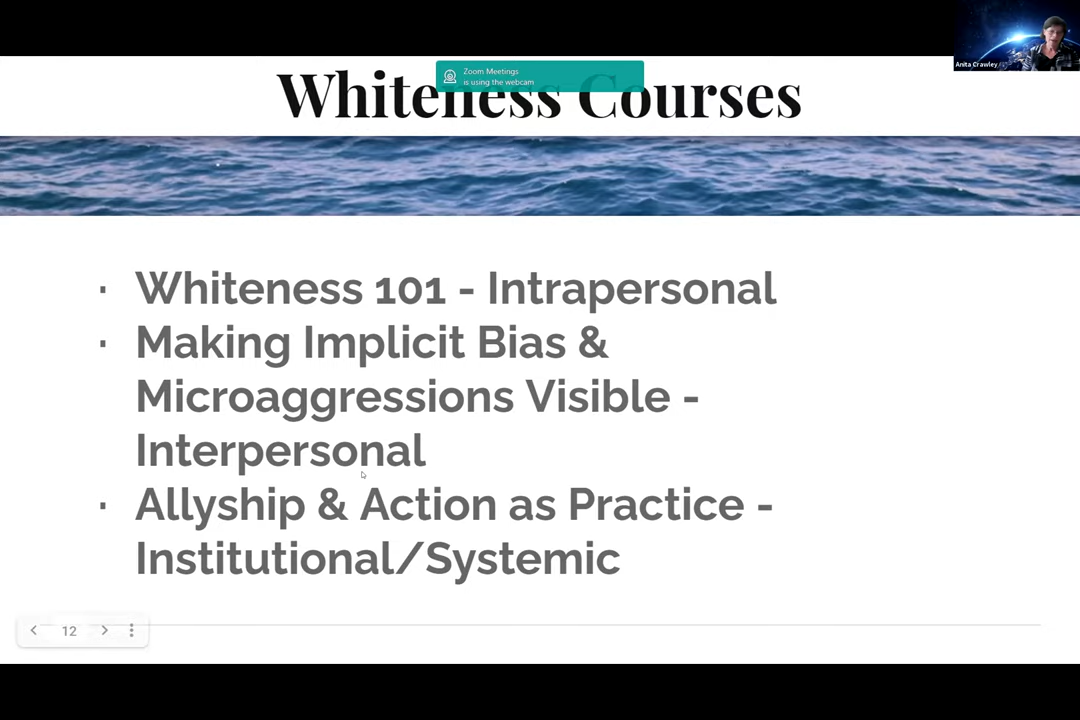 Anita Crawley
Zoom Meetings
is using the webcam
Whiteness Courses
· Whiteness 101 - Intrapersonal
· Making Implicit Bias &
Microaggressions Visible -
Interpersonal
· Allyship & Action as Practice -
Institutional/Systemic
12